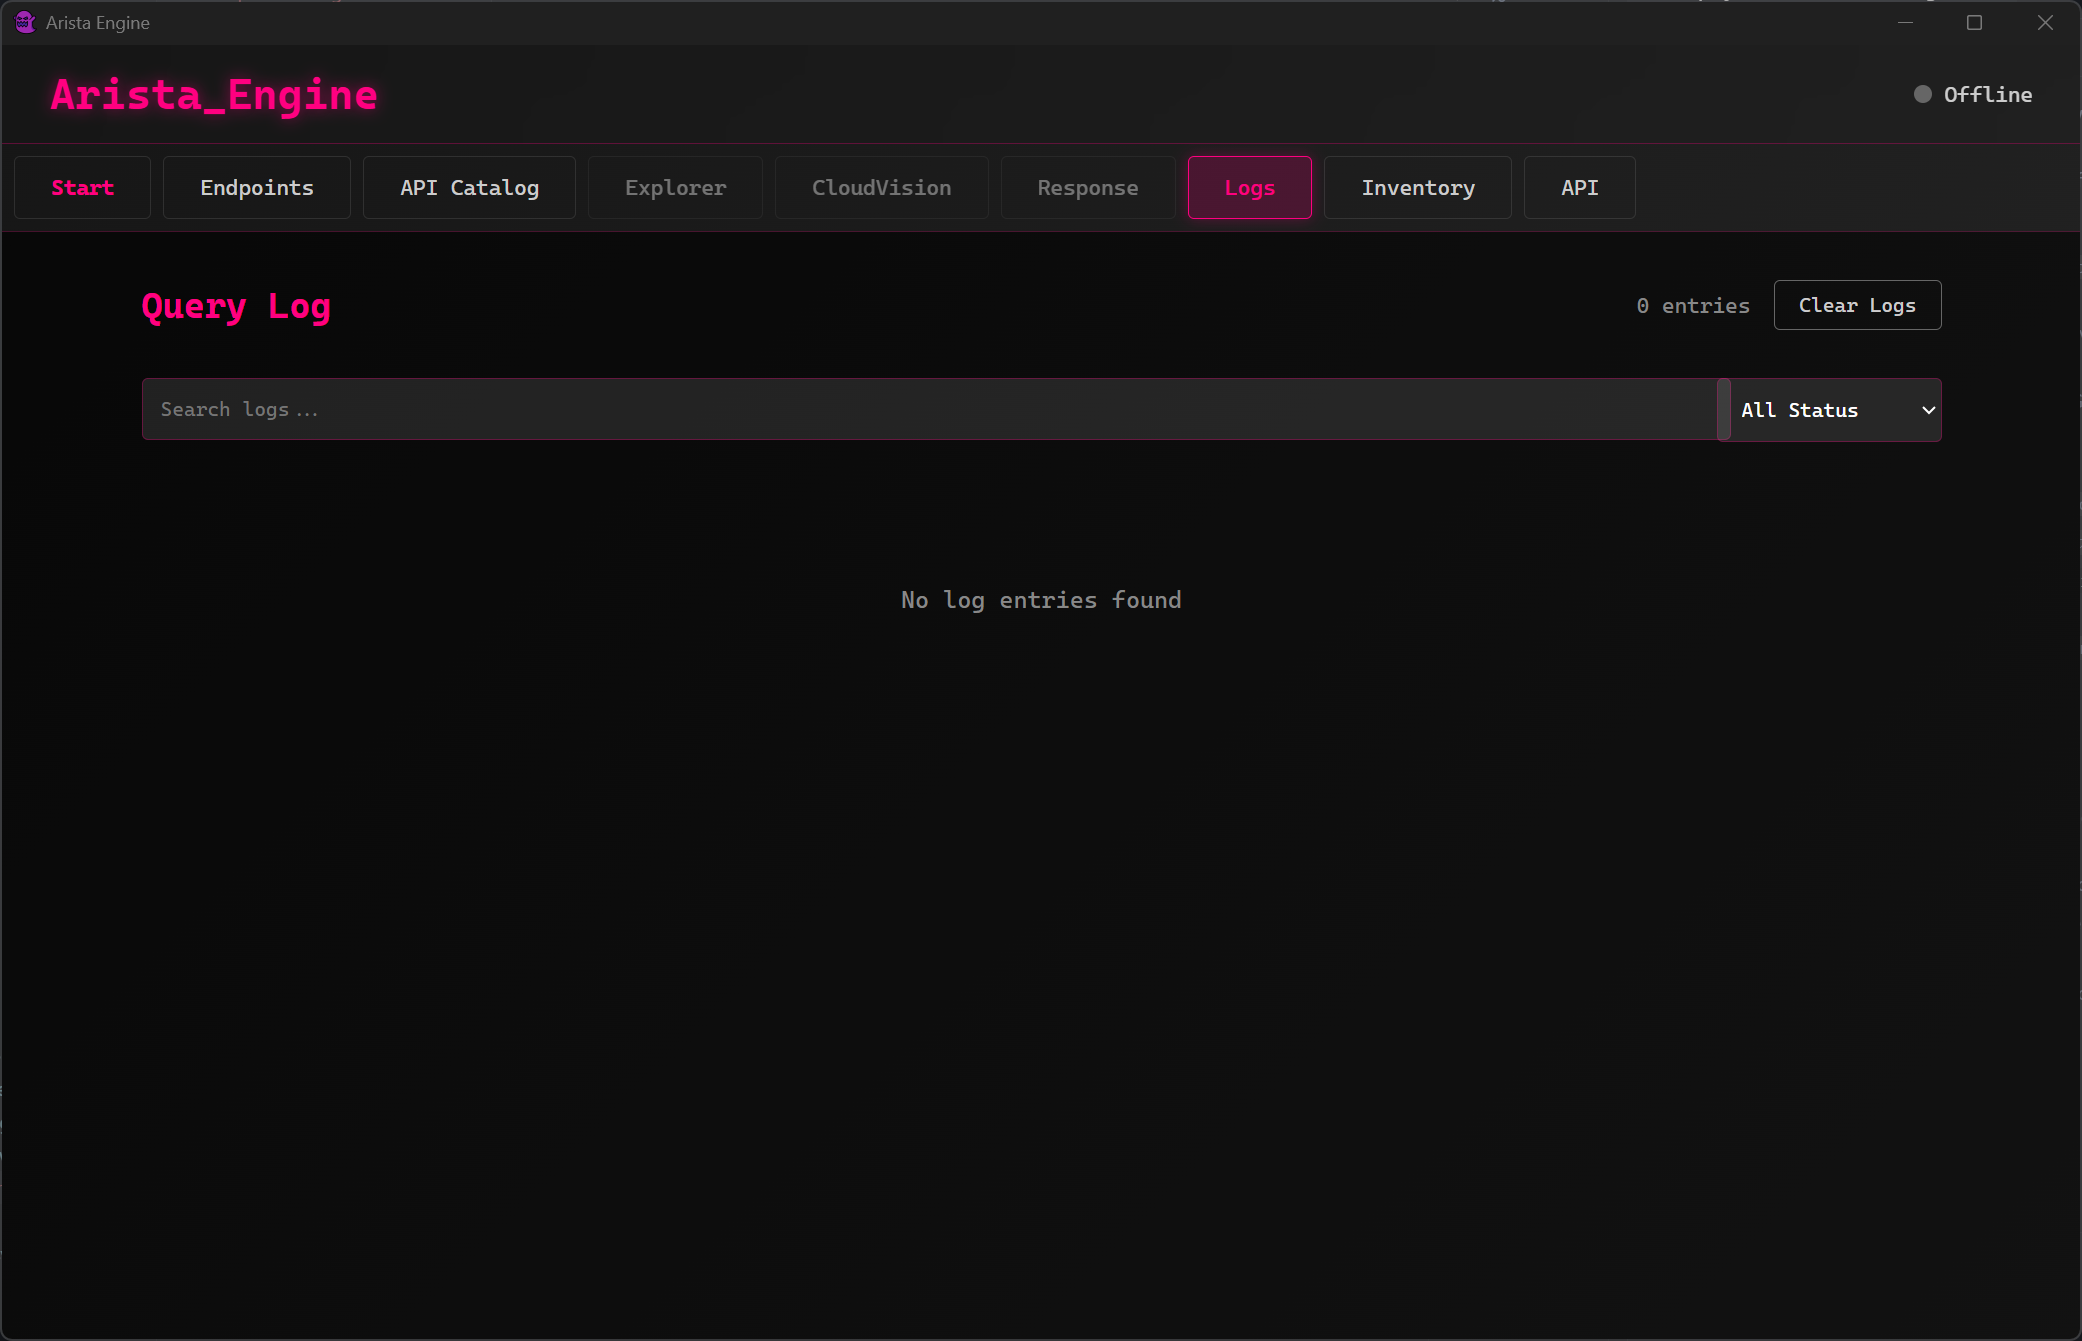 Arista Engine
Arista_Engine
Offline
Start Endpoints API Catalog Explorer CloudVision Response Logs Inventory API
Query Log
0 entries Clear Logs
Search logs...
All Status
No log entries found